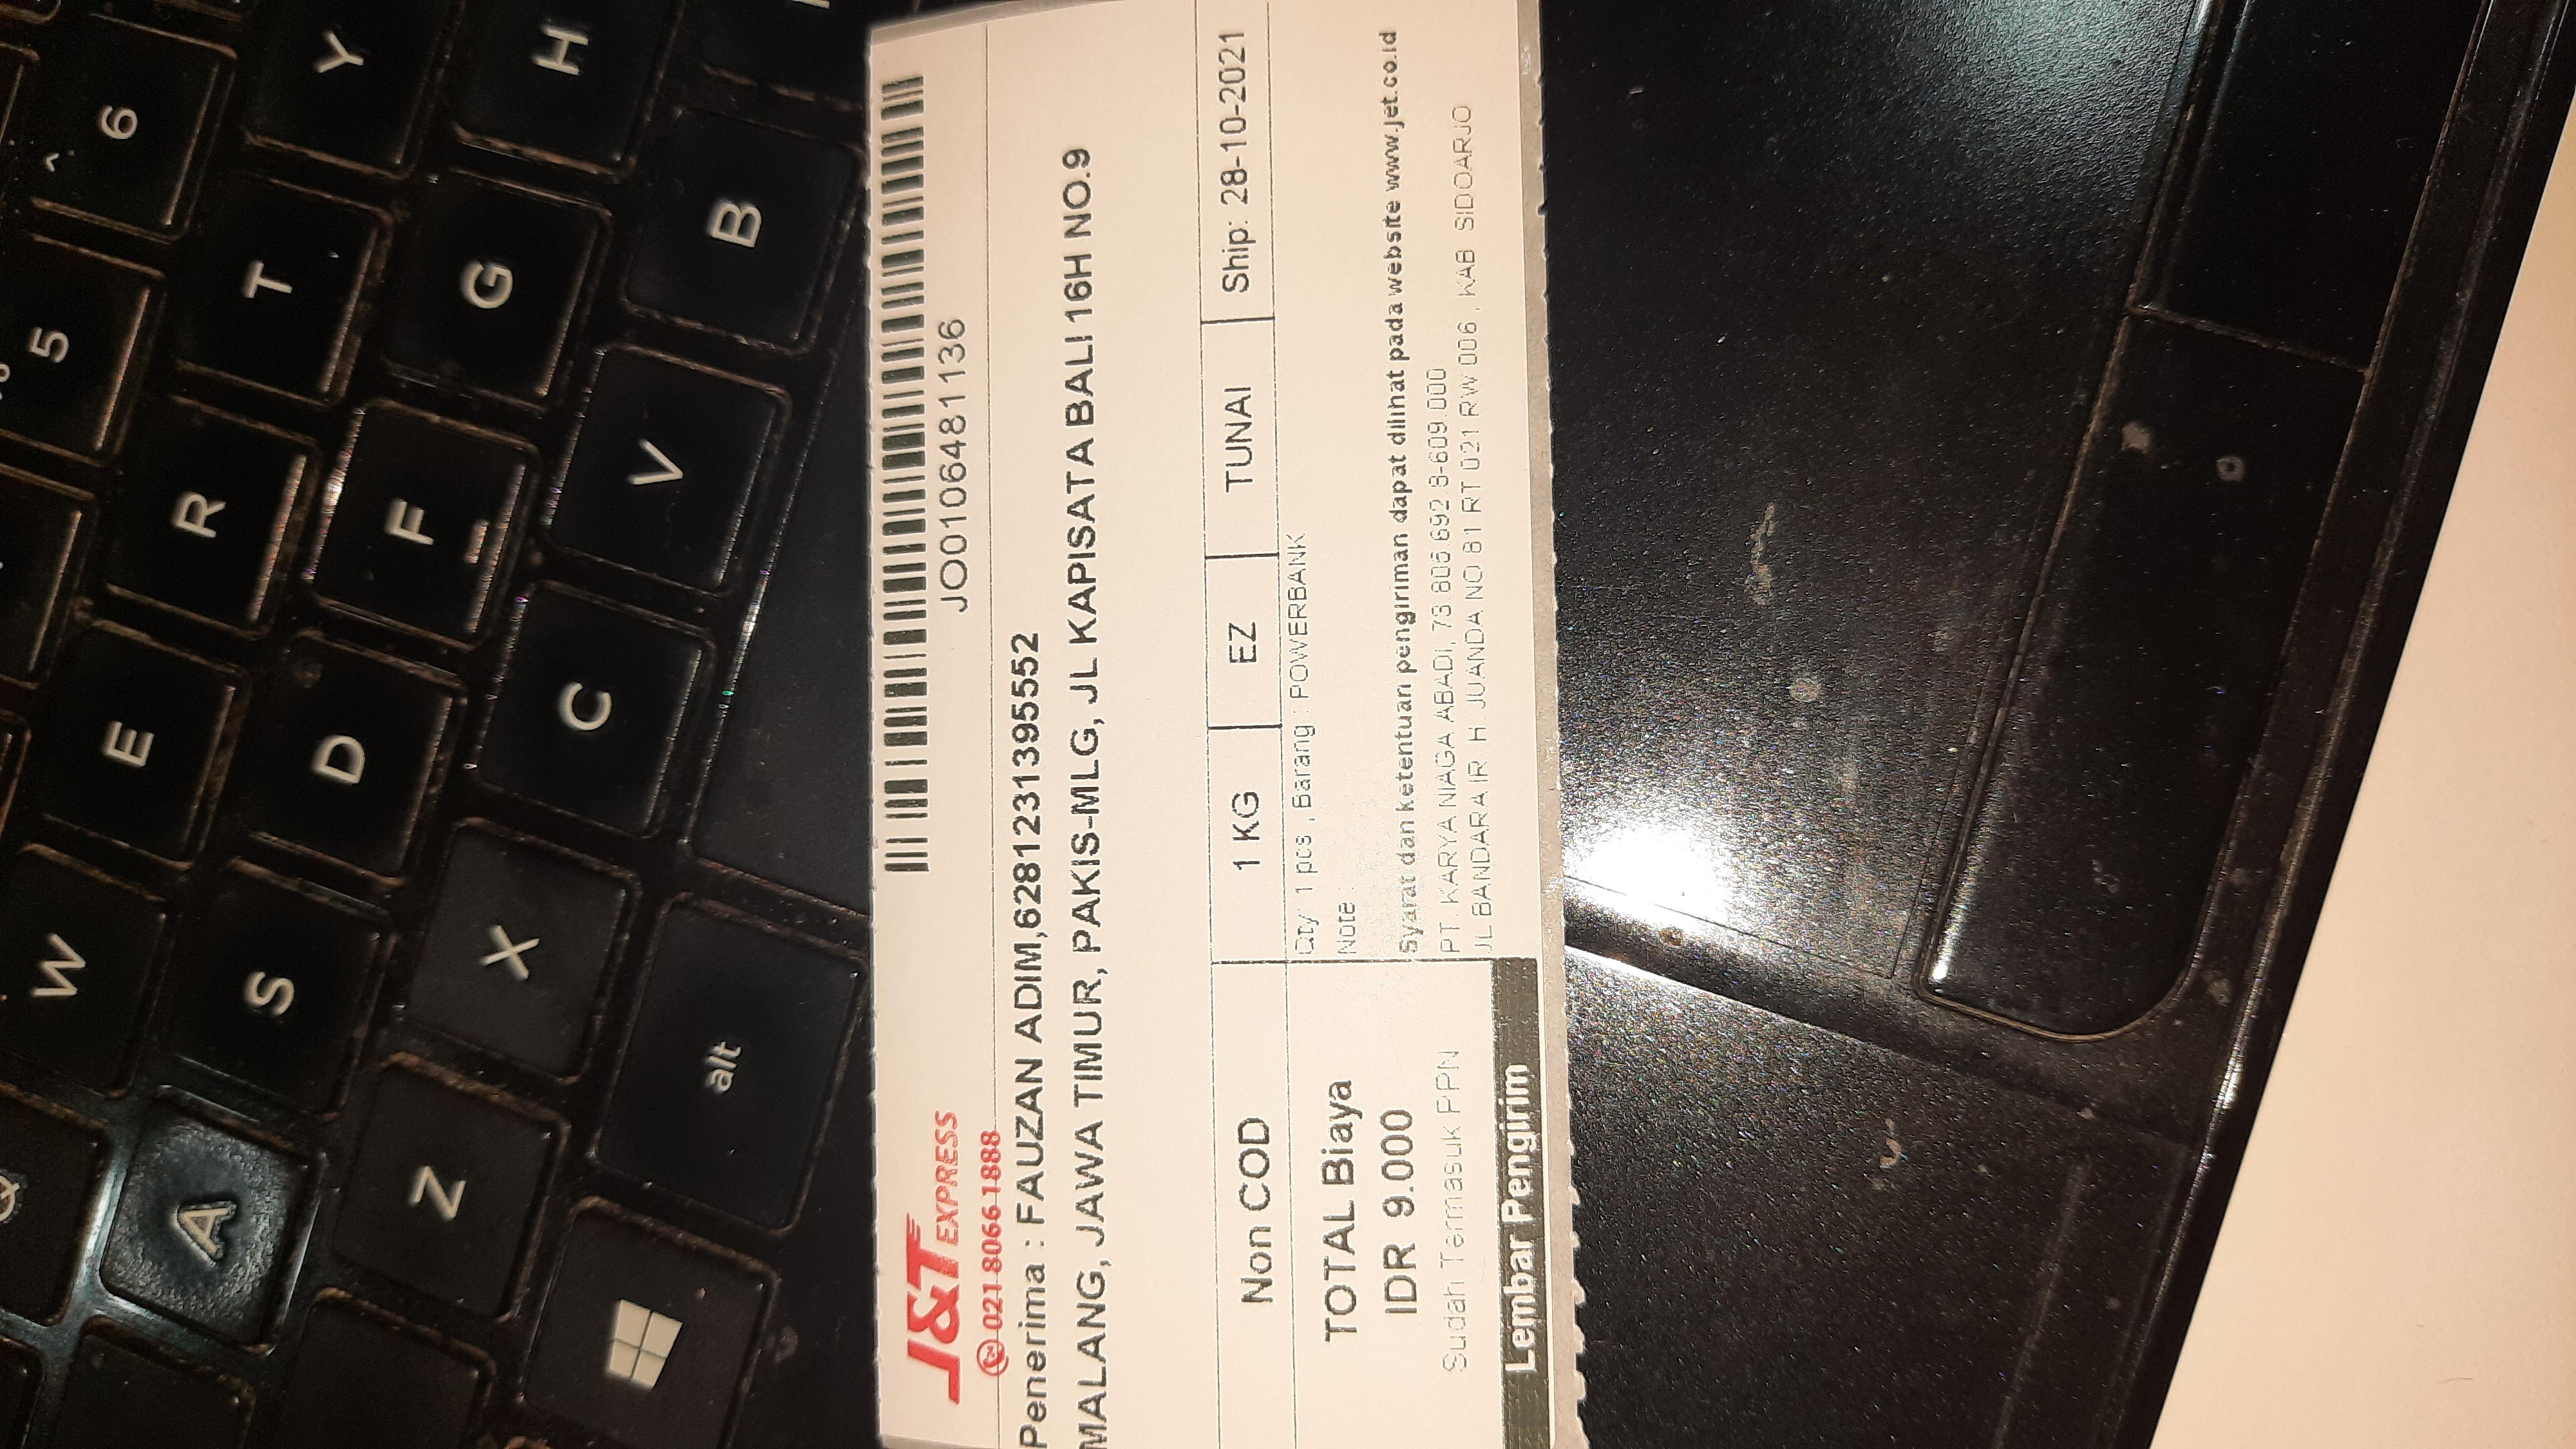 Q
W
E
R
T
Y
5
^
6
A
S
D
F
G
H
Z
X
C
V
B
alt
J&T EXPRESS
24
021 8066 1888
JO0106481136
Penerima : FAUZAN ADIM,6281231395552
MALANG, JAWA TIMUR, PAKIS-MLG, JL KAPISATA BALI 16H NO.9
Non COD
1 KG
EZ
TUNAI
Ship: 28-10-2021
TOTAL Biaya
IDR 9.000
Sudah Termasuk PPN
Lembar Pengirim
Qty: 1 pcs , Barang : POWERBANK
Note :
Syarat dan ketentuan pengiriman dapat dilihat pada website www.jet.co.id
PT. KARYA NIAGA ABADI, 73.806.692.8-609.000
JL BANDARA IR. H. JUANDA NO 81 RT 021 RW 006 , KAB. SIDOARJO